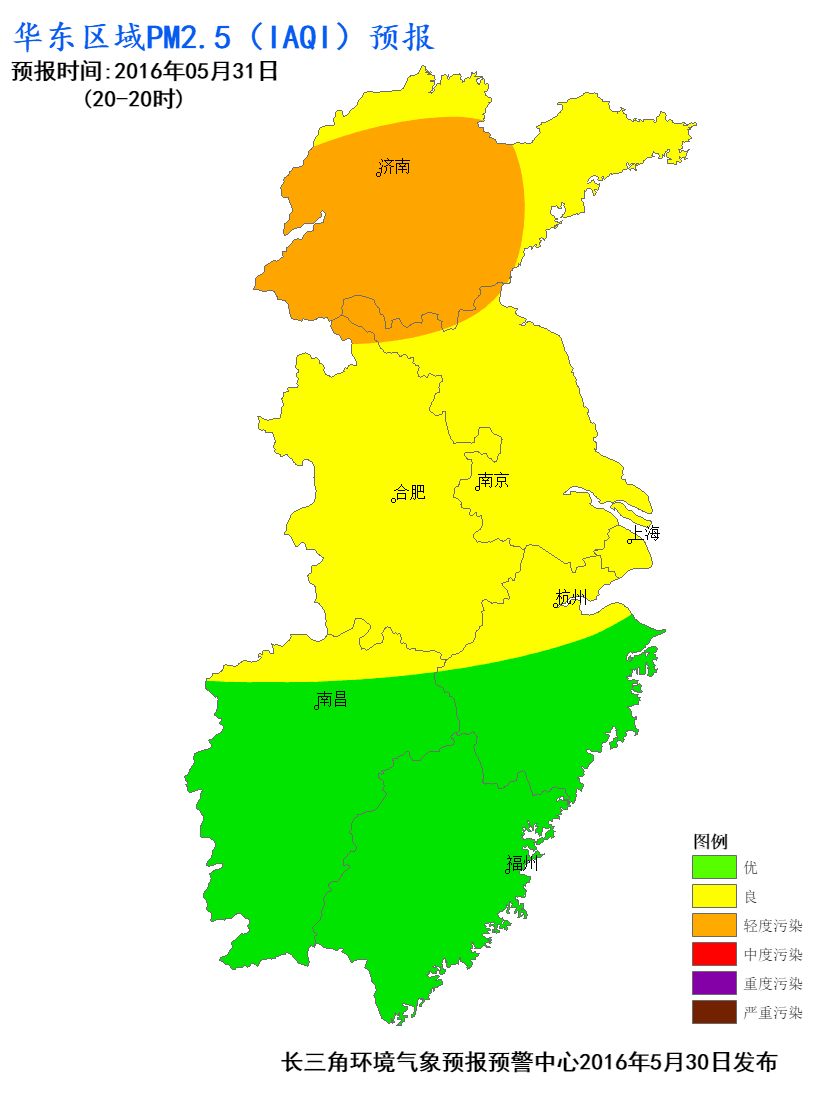 华东区域PM2.5（IAQI）预报
预报时间:2016年05月31日
(20-20时)
济南
南京
合肥
上海
杭州
南昌
福州
图例
优
良
轻度污染
中度污染
重度污染
严重污染
长三角环境气象预报预警中心2016年5月30日发布